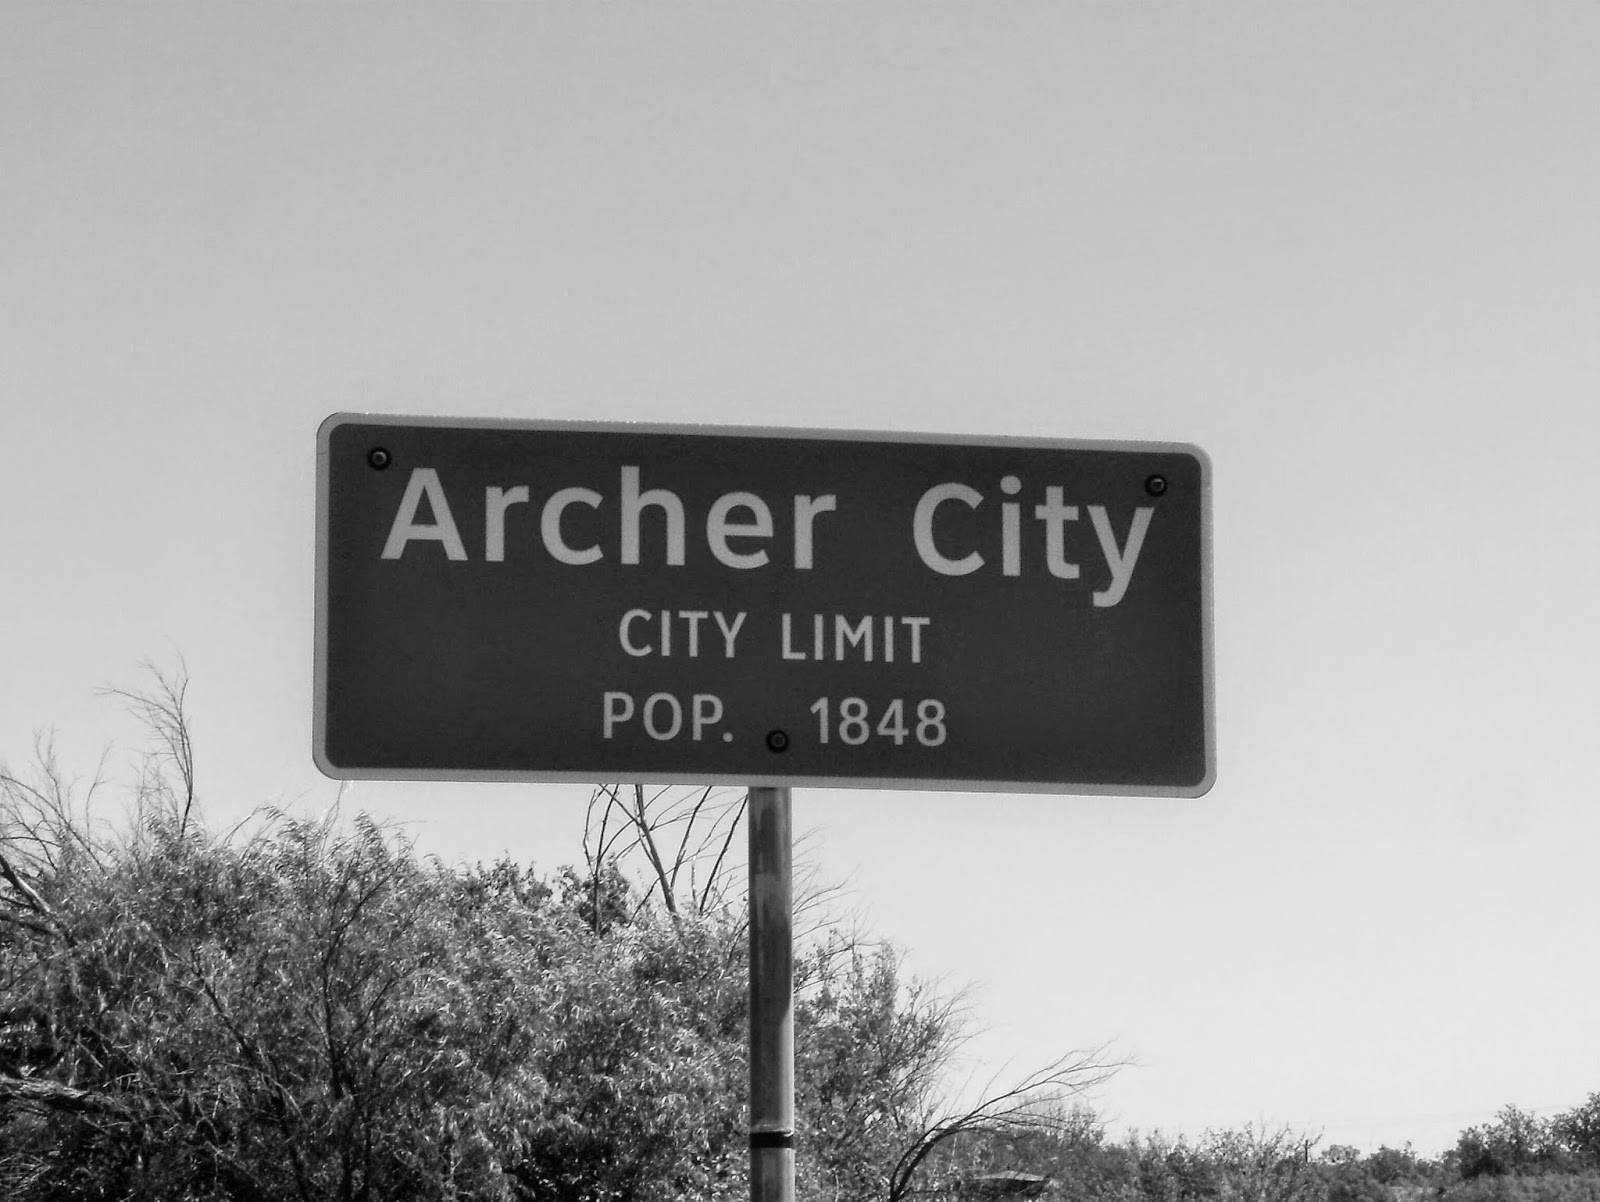 Archer City
CITY LIMIT
POP. 1848